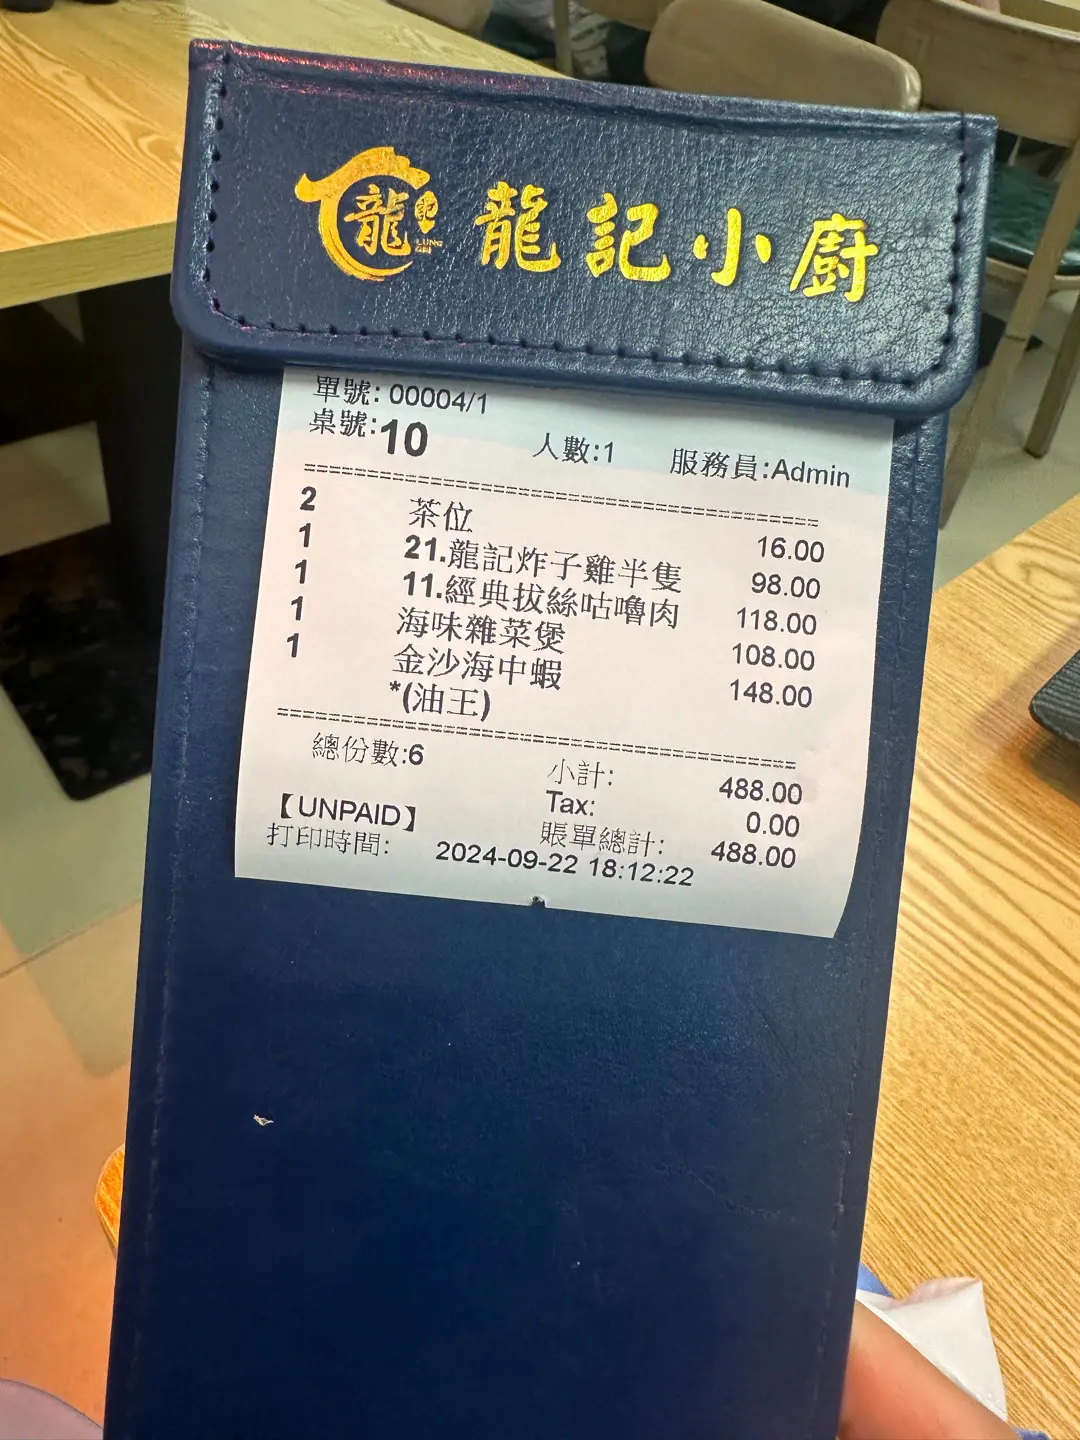 龍 記 LUNG GEI 龍記小廚
單號: 00004/1
桌號:10 人數:1 服務員:Admin
2 茶位 16.00
1 21.龍記炸子雞半隻 98.00
1 11.經典拔絲咕嚕肉 118.00
1 海味雜菜煲 108.00
1 金沙海中蝦 148.00
*(油王)
總份數:6 小計: 488.00
Tax: 0.00
【UNPAID】 賬單總計: 488.00
打印時間: 2024-09-22 18:12:22